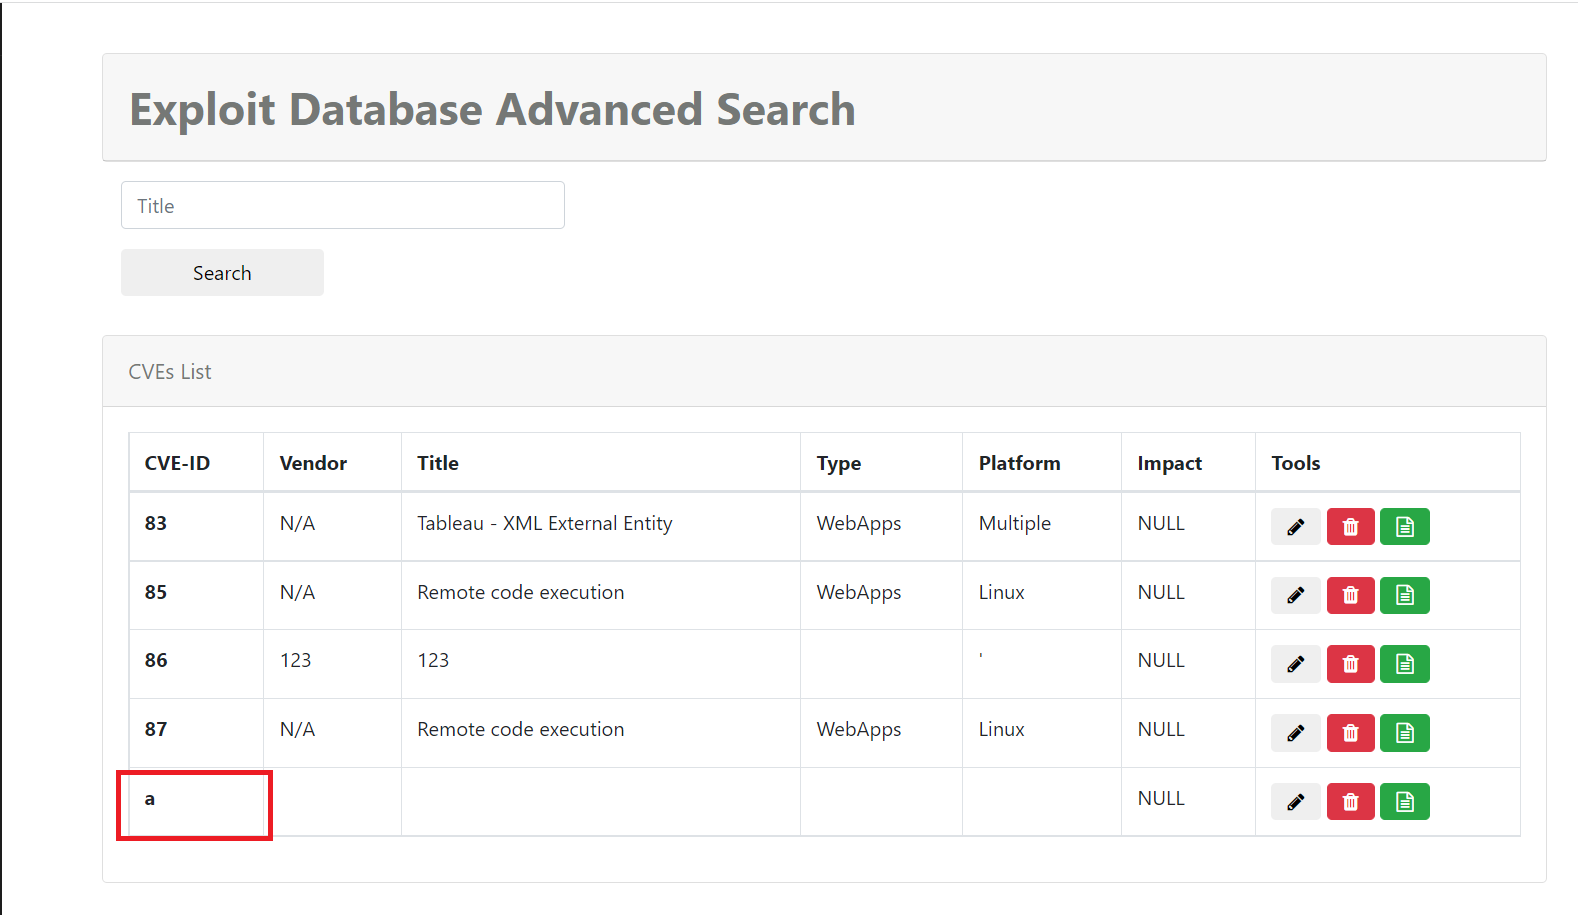 Exploit Database Advanced Search
Title
Search
CVEs List
CVE-ID Vendor Title Type Platform Impact Tools
83 N/A Tableau - XML External Entity WebApps Multiple NULL
85 N/A Remote code execution WebApps Linux NULL
86 123 123 ' NULL
87 N/A Remote code execution WebApps Linux NULL
a NULL